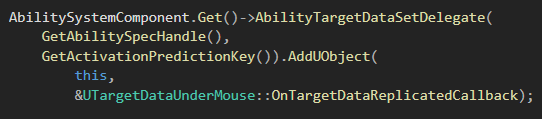 AbilitySystemComponent.Get()->AbilityTargetDataSetDelegate(
GetAbilitySpecHandle(),
GetActivationPredictionKey()).AddUObject(
this,
&UTargetDataUnderMouse::OnTargetDataReplicatedCallback);